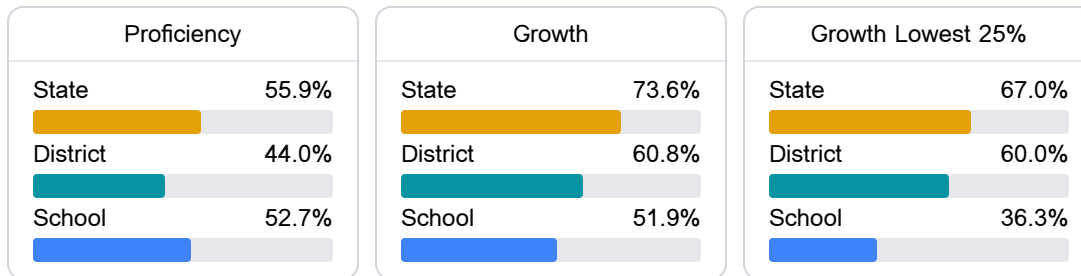 Proficiency
State 55.9%
District 44.0%
School 52.7%
Growth
State 73.6%
District 60.8%
School 51.9%
Growth Lowest 25%
State 67.0%
District 60.0%
School 36.3%